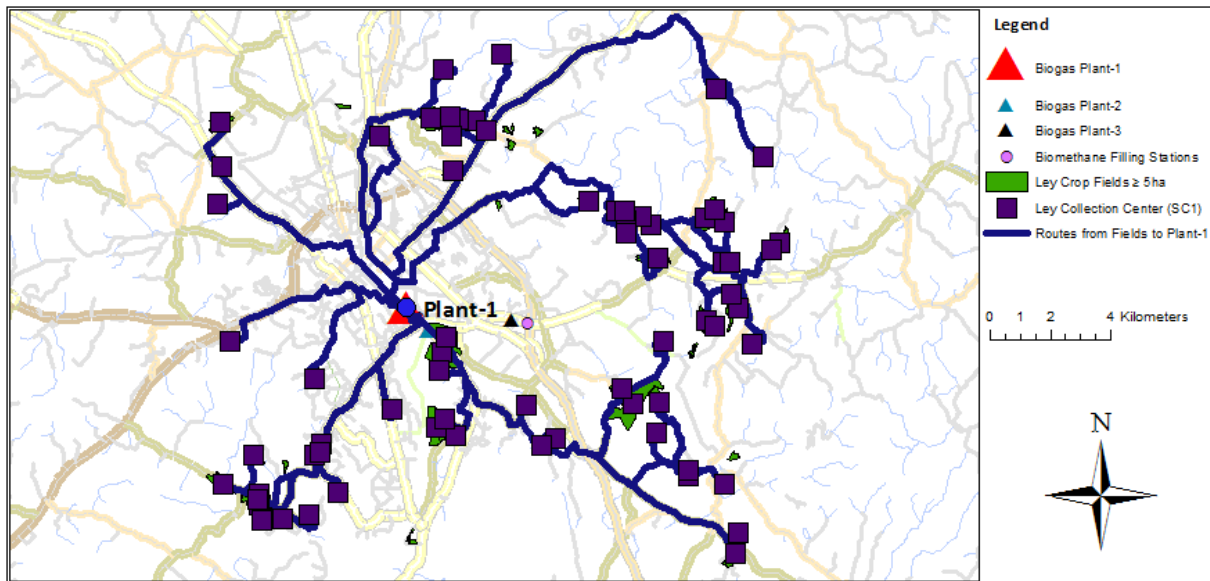 Legend
Biogas Plant-1
Biogas Plant-2
Biogas Plant-3
Biomethane Filling Stations
Ley Crop Fields ≥ 5ha
Ley Collection Center (SC1)
Routes from Fields to Plant-1
Plant-1
0 1 2 4 Kilometers
N